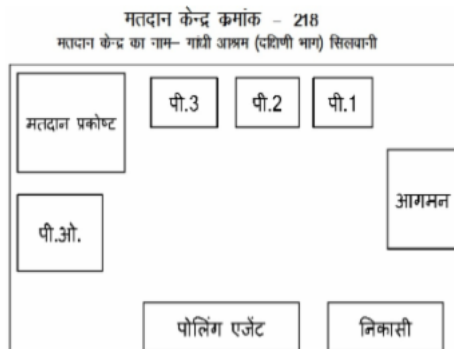 मतदान केन्द्र क्रमांक - 218
मतदान केन्द्र का नाम– गांधी आश्रम (दक्षिणी भाग) सिलवानी
मतदान प्रकोष्ट
पी.3
पी.2
पी.1
आगमन
पी.ओ.
पोलिंग एजेंट
निकासी